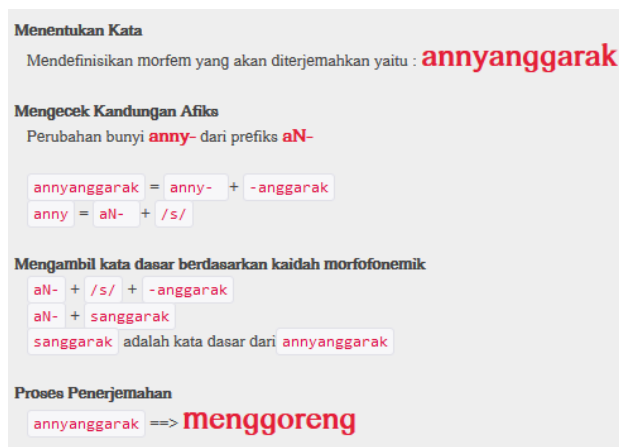 Menentukan Kata
Mendefinisikan morfem yang akan diterjemahkan yaitu : annyanggarak
Mengecek Kandungan Afiks
Perubahan bunyi anny- dari prefiks aN-
annyanggarak = anny- + -anggarak
anny = aN- + /s/
Mengambil kata dasar berdasarkan kaidah morfofonemik
aN- + /s/ + -anggarak
aN- + sanggarak
sanggarak adalah kata dasar dari annyanggarak
Proses Penerjemahan
annyanggarak ==> menggoreng